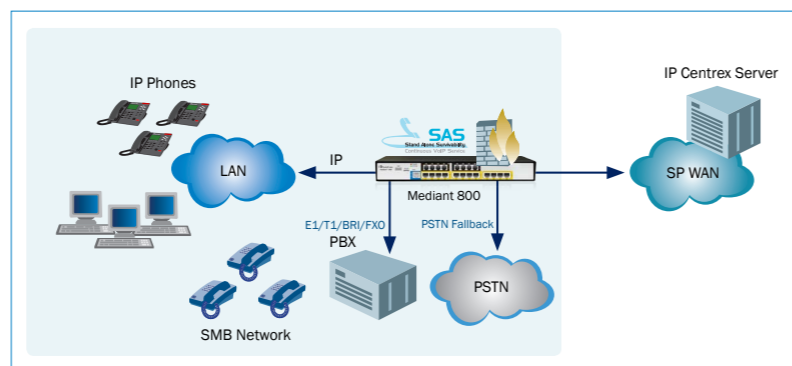 IP Phones
IP Centrex Server
SAS
Stand Alone Survivability
Continuous VoIP Service
LAN
IP
Mediant 800
SP WAN
E1/T1/BRI/FXO
PSTN Fallback
PBX
PSTN
SMB Network